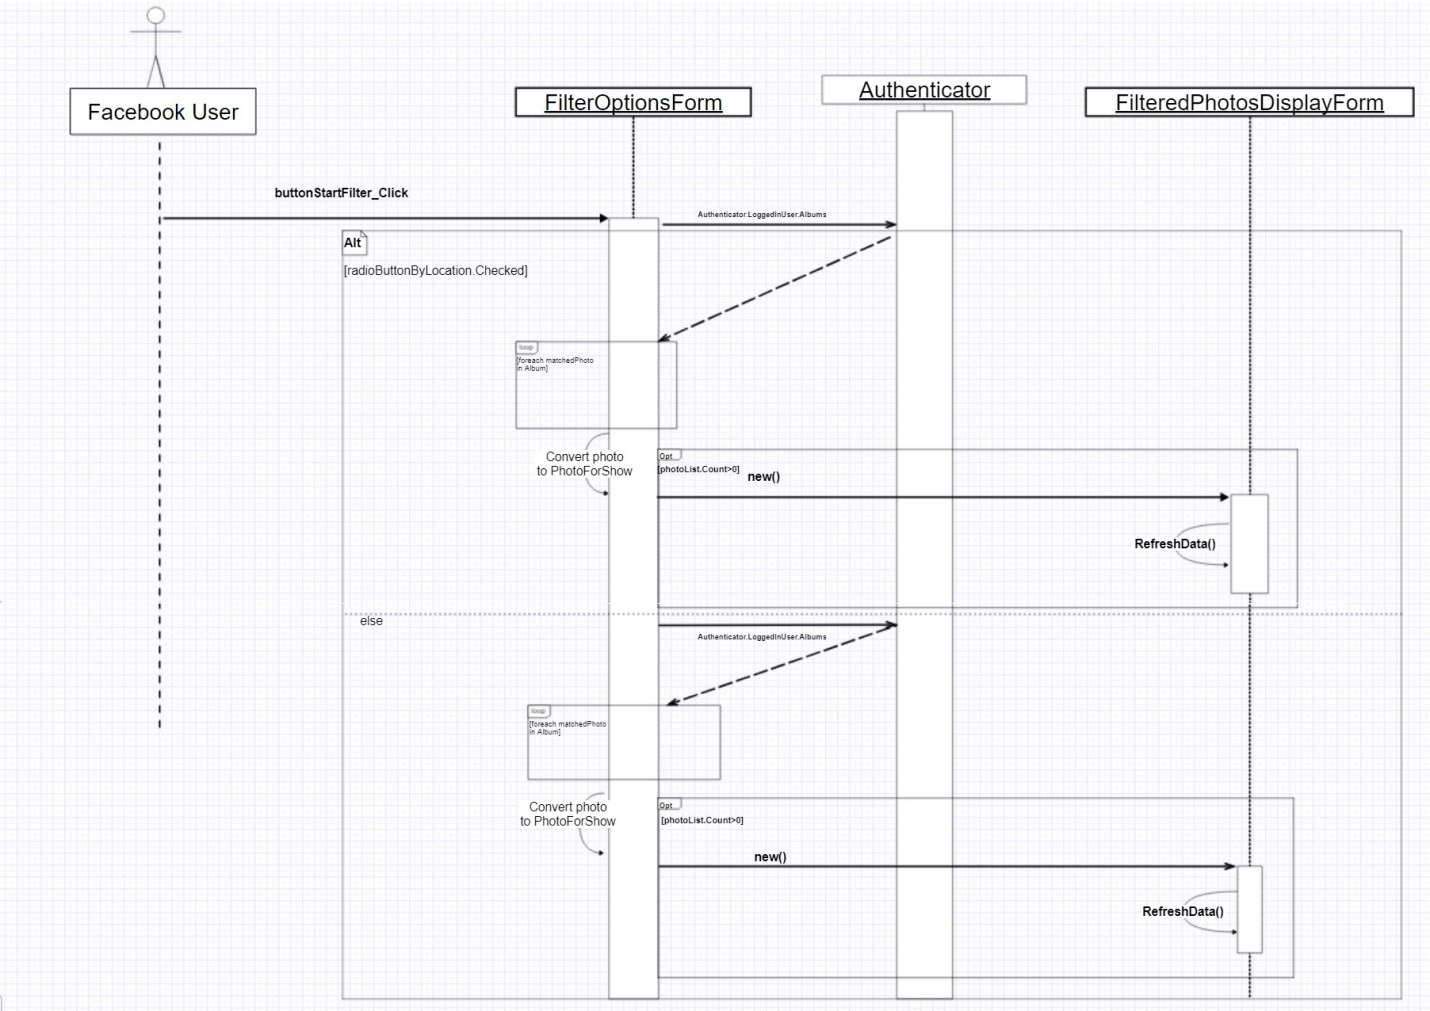 Facebook User
FilterOptionsForm
Authenticator
FilteredPhotosDisplayForm
buttonStartFilter_Click
Authenticator.LoggedInUser.Albums
Alt
[radioButtonByLocation.Checked]
loop
[foreach matchedPhoto
in Album]
Convert photo
to PhotoForShow
Opt
[photoList.Count>0]
new()
RefreshData()
else
Authenticator.LoggedInUser.Albums
loop
[foreach matchedPhoto
in Album]
Convert photo
to PhotoForShow
Opt
[photoList.Count>0]
new()
RefreshData()